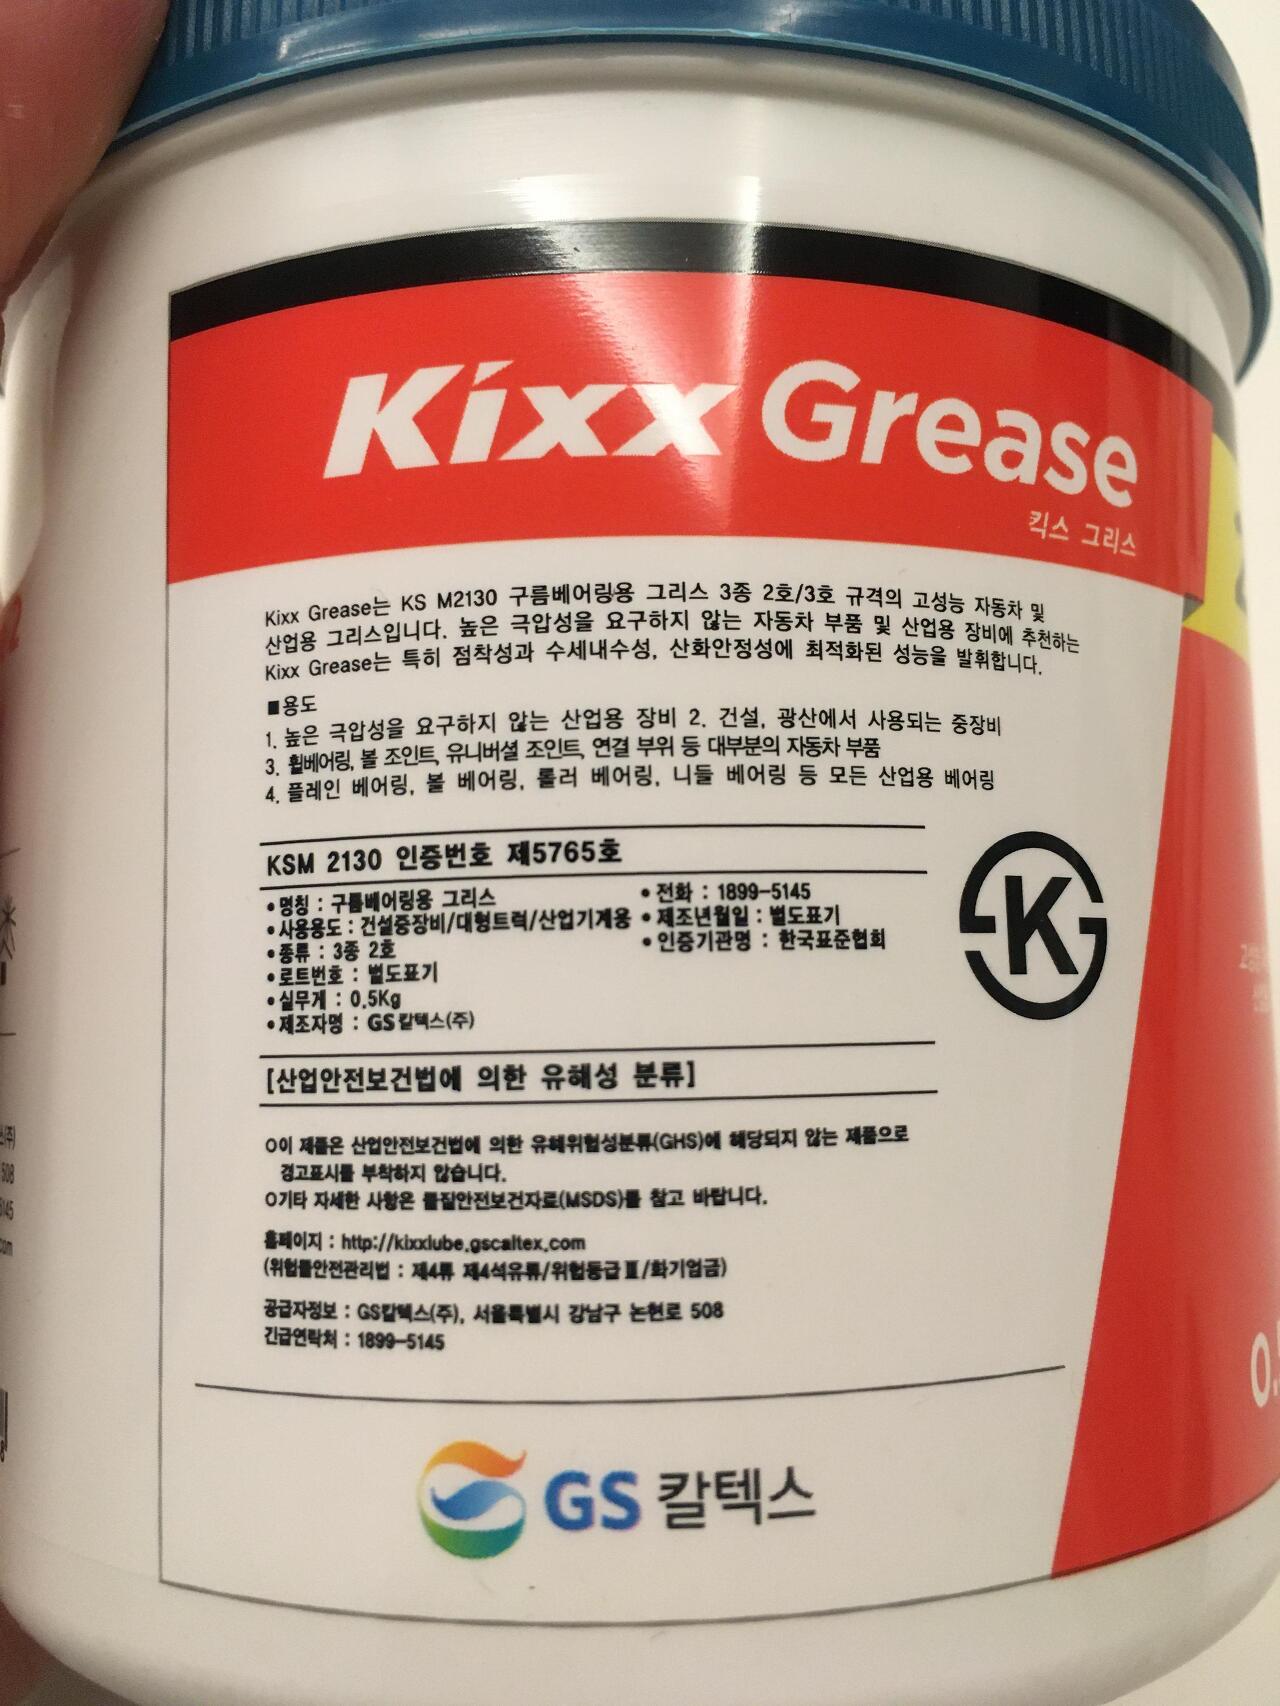 Kixx Grease
킥스 그리스
Kixx Grease는 KS M2130 구름베어링용 그리스 3종 2호/3호 규격의 고성능 자동차 및
산업용 그리스입니다. 높은 극압성을 요구하지 않는 자동차 부품 및 산업용 장비에 추천하는
Kixx Grease는 특히 점착성과 수세내수성, 산화안정성에 최적화된 성능을 발휘합니다.
■용도
1. 높은 극압성을 요구하지 않는 산업용 장비 2. 건설, 광산에서 사용되는 중장비
3. 휠베어링, 볼 조인트, 유니버셜 조인트, 연결 부위 등 대부분의 자동차 부품
4. 플레인 베어링, 볼 베어링, 롤러 베어링, 니들 베어링 등 모든 산업용 베어링
KSM 2130 인증번호 제5765호
• 명칭 : 구름베어링용 그리스
• 사용용도 : 건설중장비/대형트럭/산업기계용
• 종류 : 3종 2호
• 로트번호 : 별도표기
• 실무게 : 0.5Kg
• 제조자명 : GS칼텍스(주)
• 전화 : 1899-5145
• 제조년월일 : 별도표기
• 인증기관명 : 한국표준협회
K
[산업안전보건법에 의한 유해성 분류]
○이 제품은 산업안전보건법에 의한 유해위험성분류(GHS)에 해당되지 않는 제품으로
경고표시를 부착하지 않습니다.
○기타 자세한 사항은 물질안전보건자료(MSDS)를 참고 바랍니다.
홈페이지 : http://kixxlube.gscaltex.com
(위험물안전관리법 : 제4류 제4석유류/위험등급Ⅲ/화기엄금)
공급자정보 : GS칼텍스(주), 서울특별시 강남구 논현로 508
긴급연락처 : 1899-5145
GS 칼텍스
(주)
508
5145
com
8
0.